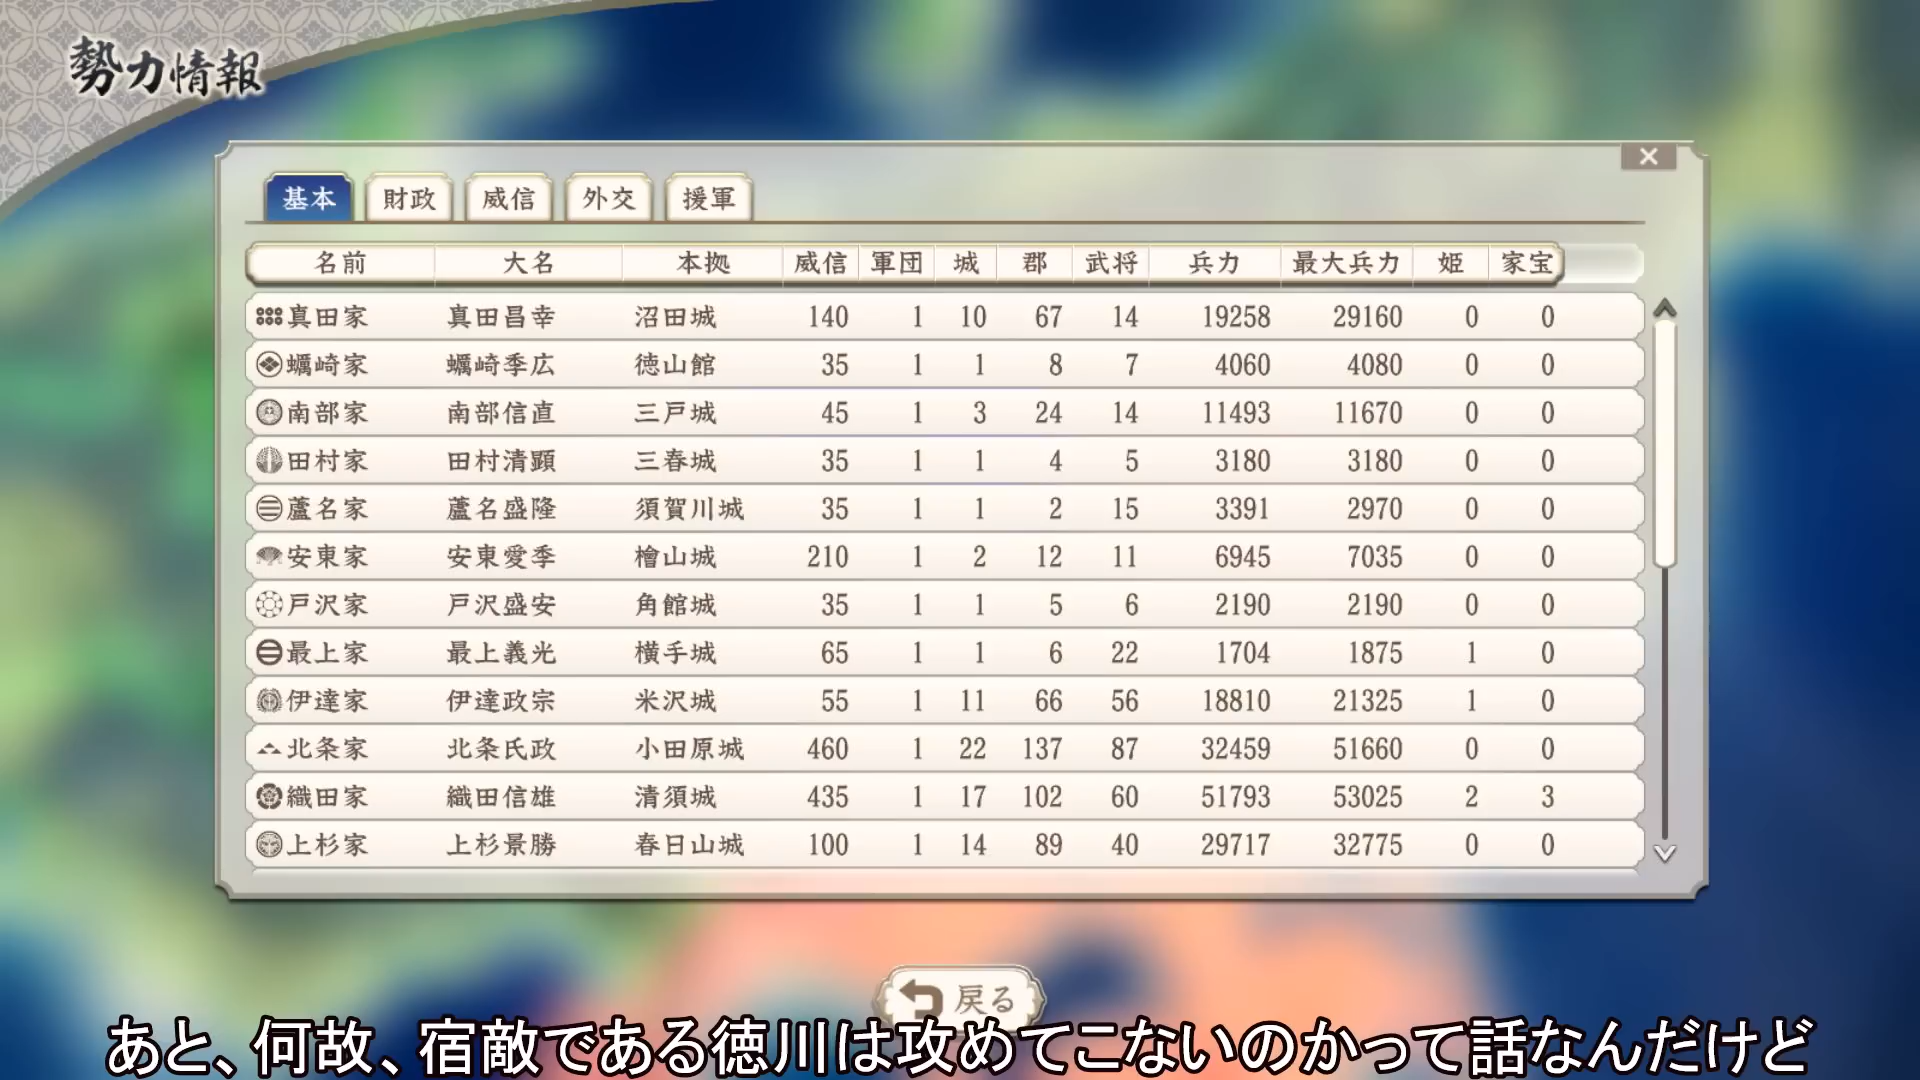 勢力情報
基本 財政 威信 外交 援軍
名前 大名 本拠 威信 軍団 城 郡 武将 兵力 最大兵力 姫 家宝
真田家 真田昌幸 沼田城 140 1 10 67 14 19258 29160 0 0
蠣崎家 蠣崎季広 徳山館 35 1 1 8 7 4060 4080 0 0
南部家 南部信直 三戸城 45 1 3 24 14 11493 11670 0 0
田村家 田村清顕 三春城 35 1 1 4 5 3180 3180 0 0
蘆名家 蘆名盛隆 須賀川城 35 1 1 2 15 3391 2970 0 0
安東家 安東愛季 檜山城 210 1 2 12 11 6945 7035 0 0
戸沢家 戸沢盛安 角館城 35 1 1 5 6 2190 2190 0 0
最上家 最上義光 横手城 65 1 1 6 22 1704 1875 1 0
伊達家 伊達政宗 米沢城 55 1 11 66 56 18810 21325 1 0
北条家 北条氏政 小田原城 460 1 22 137 87 32459 51660 0 0
織田家 織田信雄 清須城 435 1 17 102 60 51793 53025 2 3
上杉家 上杉景勝 春日山城 100 1 14 89 40 29717 32775 0 0
戻る
あと、何故、宿敵である徳川は攻めてこないのかって話なんだけど